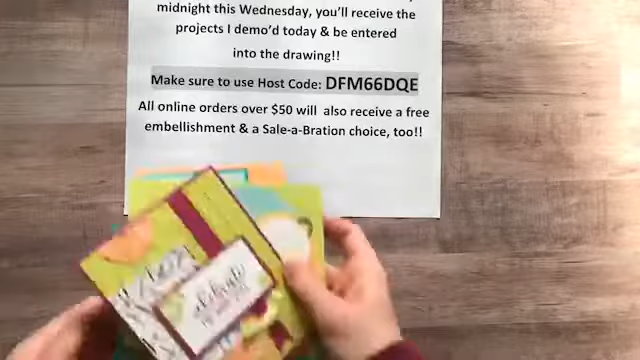 midnight this Wednesday, you'll receive the
projects I demo'd today & be entered
into the drawing!!
Make sure to use Host Code: DFM66DQE
All online orders over $50 will also receive a free
embellishment & a Sale-a-Bration choice, too!!